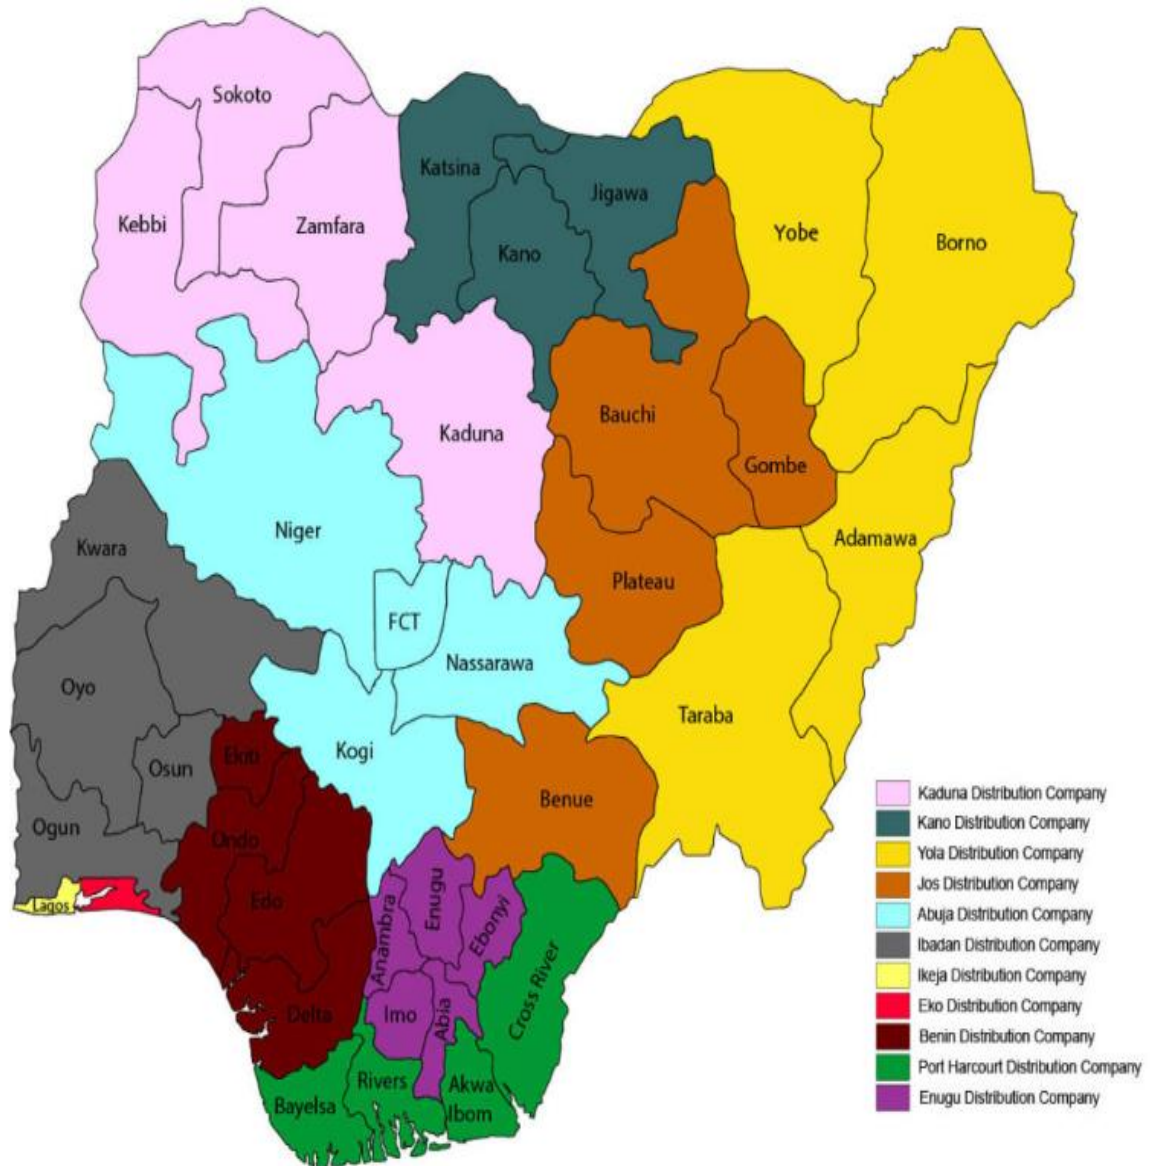 Sokoto
Katsina
Jigawa
Kebbi
Zamfara
Kano
Yobe
Borno
Bauchi
Kaduna
Gombe
Niger
Adamawa
Kwara
Plateau
FCT
Nassarawa
Oyo
Taraba
Kogi
Ekiti
Osun
Benue
Ogun
Ondo
Lagos
Edo
Enugu
Anambra
Ebonyi
Cross River
Delta
Imo
Abia
Rivers
Akwa
Ibom
Bayelsa
Kaduna Distribution Company
Kano Distribution Company
Yola Distribution Company
Jos Distribution Company
Abuja Distribution Company
Ibadan Distribution Company
Ikeja Distribution Company
Eko Distribution Company
Benin Distribution Company
Port Harcourt Distribution Company
Enugu Distribution Company